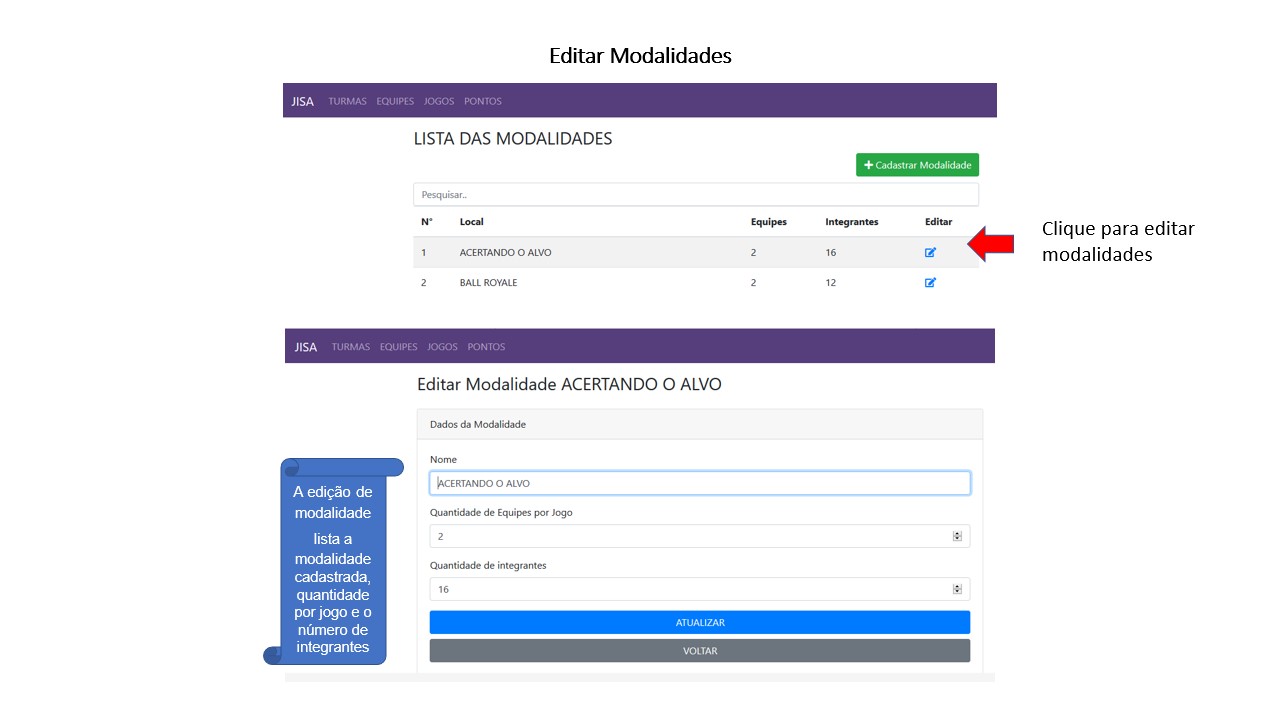 Editar Modalidades
JISA TURMAS EQUIPES JOGOS PONTOS
LISTA DAS MODALIDADES
Cadastrar Modalidade
Pesquisar..
N° Local Equipes Integrantes Editar
1 ACERTANDO O ALVO 2 16
2 BALL ROYALE 2 12
Clique para editar
modalidades
JISA TURMAS EQUIPES JOGOS PONTOS
Editar Modalidade ACERTANDO O ALVO
Dados da Modalidade
Nome
ACERTANDO O ALVO
Quantidade de Equipes por Jogo
2
Quantidade de integrantes
16
ATUALIZAR
VOLTAR
A edição de
modalidade
lista a
modalidade
cadastrada,
quantidade
por jogo e o
número de
integrantes